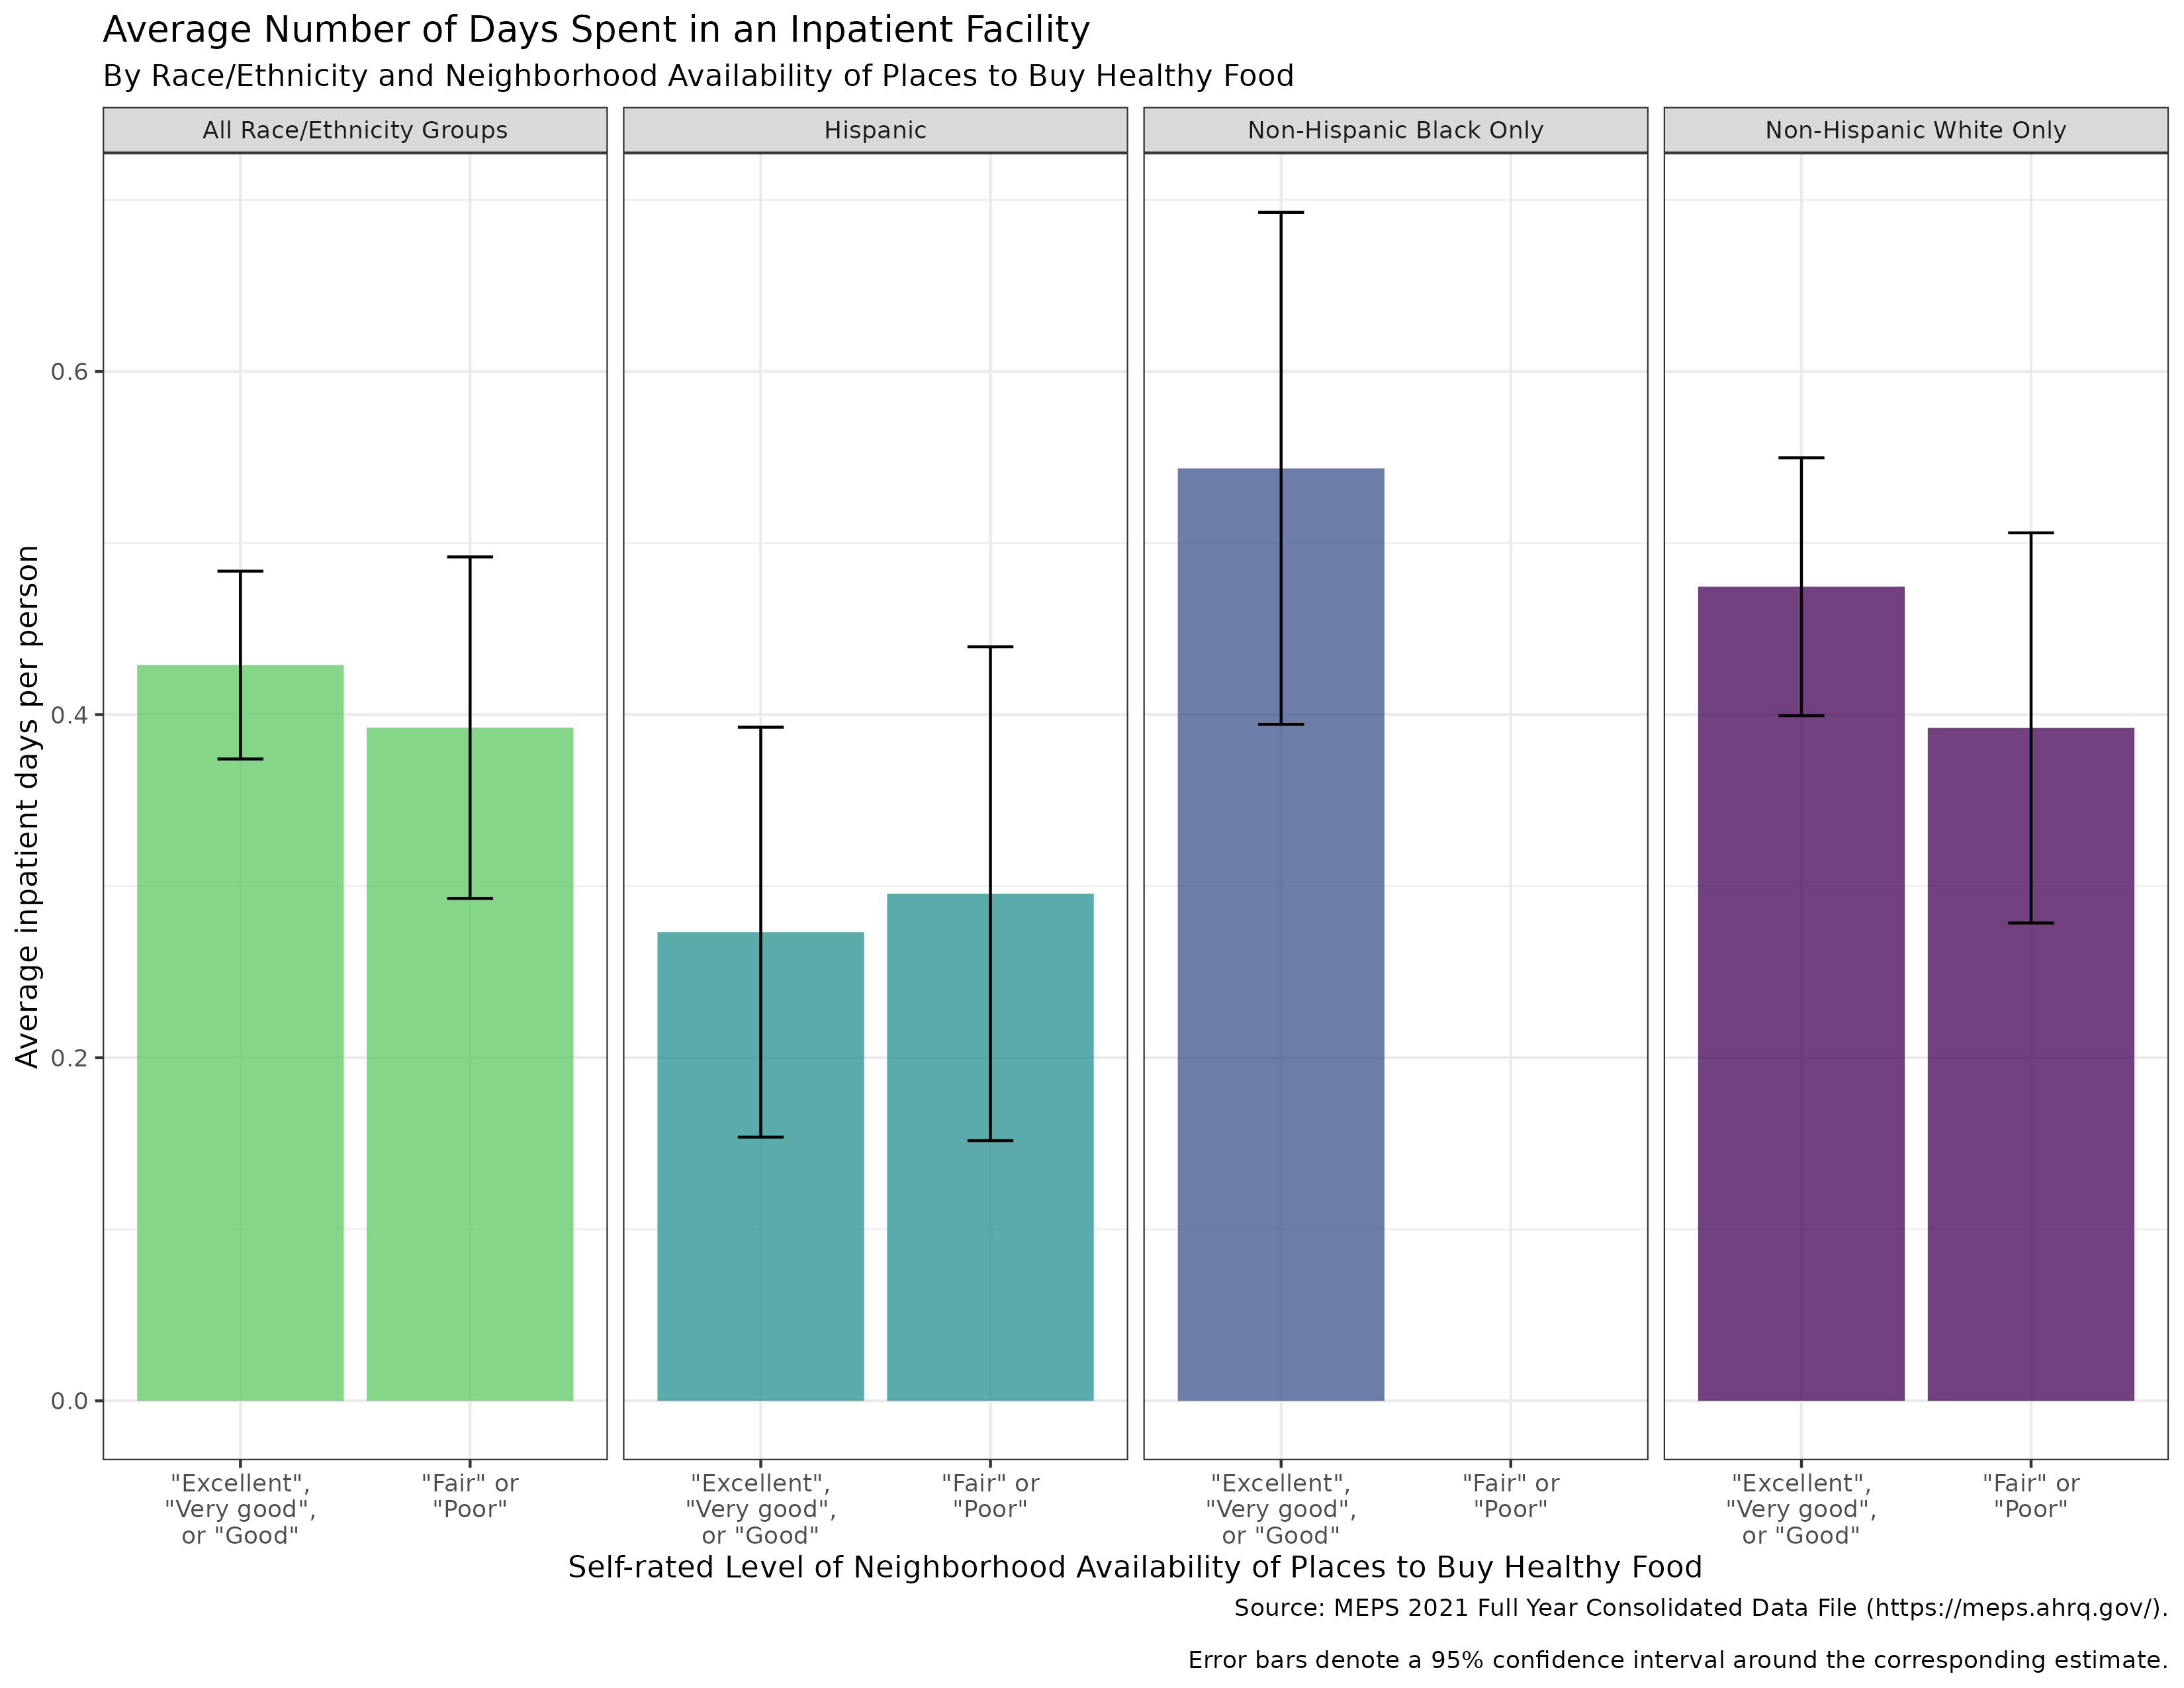 Average Number of Days Spent in an Inpatient Facility
By Race/Ethnicity and Neighborhood Availability of Places to Buy Healthy Food
All Race/Ethnicity Groups
Hispanic
Non-Hispanic Black Only
Non-Hispanic White Only
Average inpatient days per person
0.6
0.4
0.2
0.0
"Excellent",
"Very good",
or "Good"
"Fair" or
"Poor"
"Excellent",
"Very good",
or "Good"
"Fair" or
"Poor"
"Excellent",
"Very good",
or "Good"
"Fair" or
"Poor"
"Excellent",
"Very good",
or "Good"
"Fair" or
"Poor"
Self-rated Level of Neighborhood Availability of Places to Buy Healthy Food
Source: MEPS 2021 Full Year Consolidated Data File (https://meps.ahrq.gov/).
Error bars denote a 95% confidence interval around the corresponding estimate.